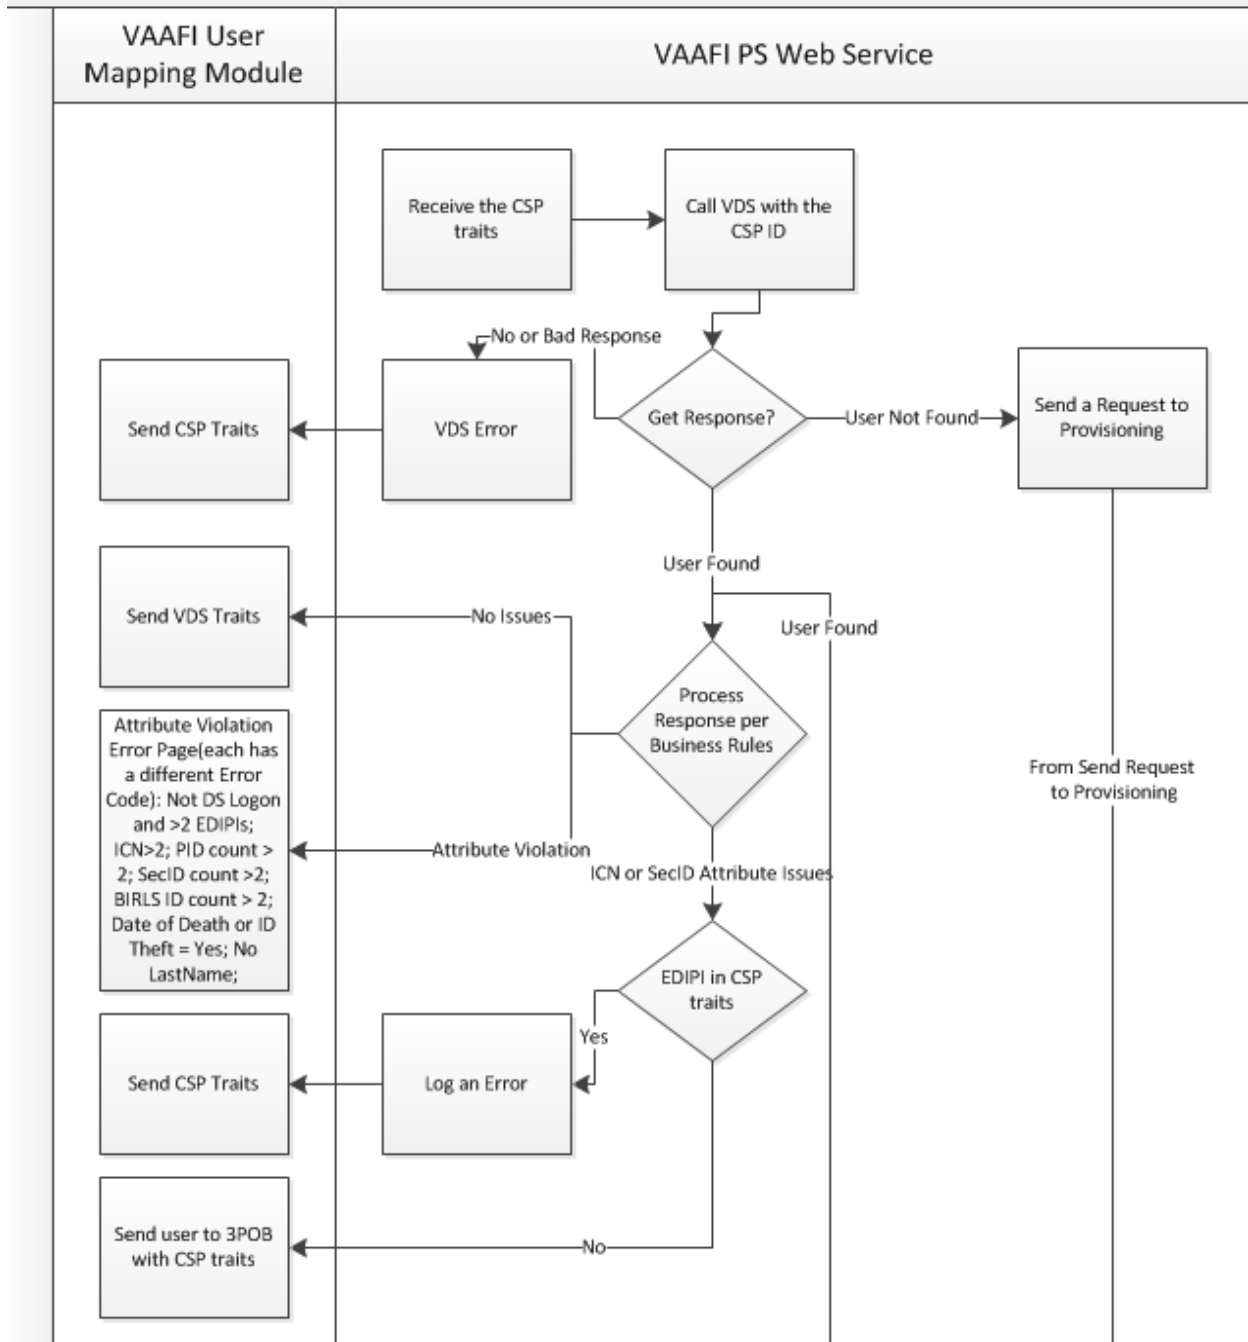 VAAFI User
Mapping Module
VAAFI PS Web Service
Receive the CSP
traits
Call VDS with the
CSP ID
No or Bad Response
Send CSP Traits
VDS Error
Get Response?
User Not Found
Send a Request to
Provisioning
User Found
Send VDS Traits
No Issues
User Found
Process
Response per
Business Rules
Attribute Violation
Error Page(each has
a different Error
Code): Not DS Logon
and >2 EDIPIs;
ICN>2; PID count >
2; SecID count >2;
BIRLS ID count > 2;
Date of Death or ID
Theft = Yes; No
LastName;
From Send Request
to Provisioning
Attribute Violation
ICN or SecID Attribute Issues
EDIPI in CSP
traits
Yes
Send CSP Traits
Log an Error
Send user to 3POB
with CSP traits
No